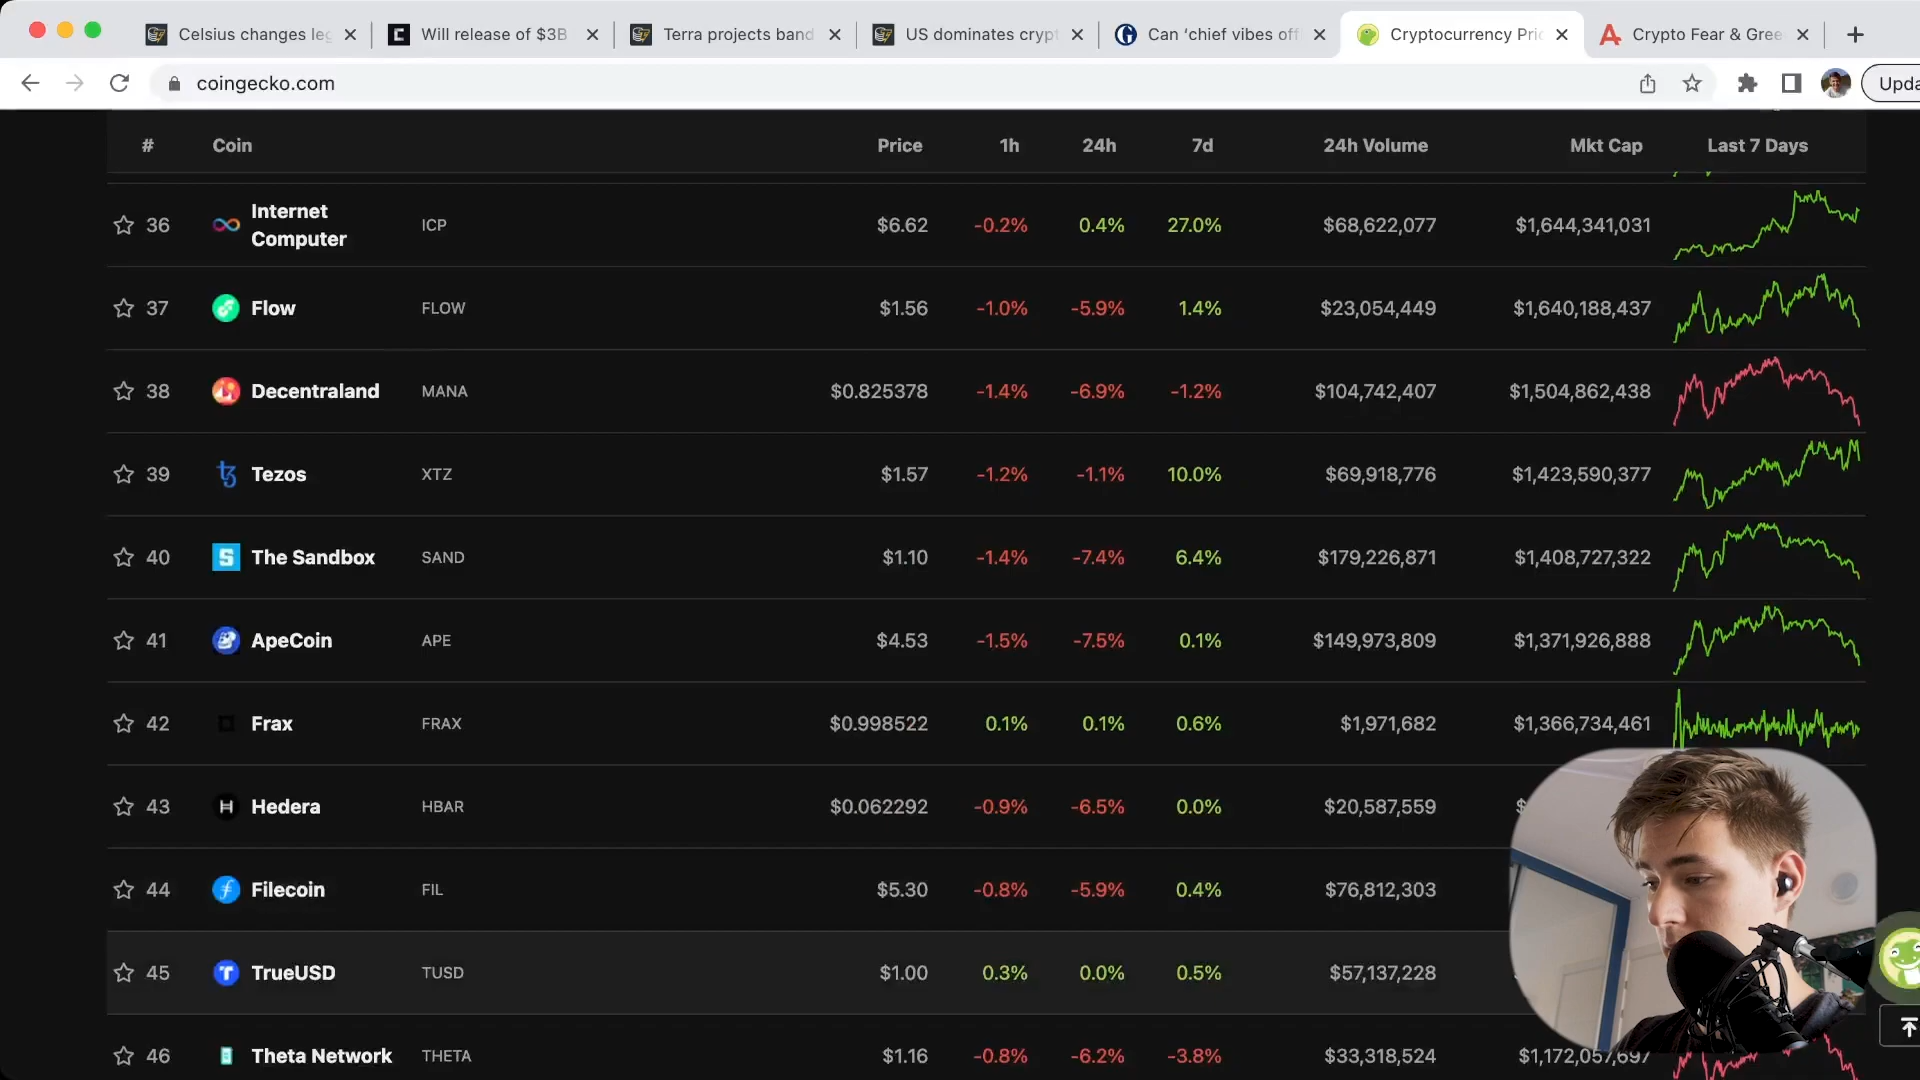 Celsius changes leg
Will release of $3B
Terra projects band
US dominates crypt
Can 'chief vibes off
Cryptocurrency Pric
Crypto Fear & Gree
coingecko.com
Upda
# Coin Price 1h 24h 7d 24h Volume Mkt Cap Last 7 Days
36 Internet Computer ICP $6.62 -0.2% 0.4% 27.0% $68,622,077 $1,644,341,031
37 Flow FLOW $1.56 -1.0% -5.9% 1.4% $23,054,449 $1,640,188,437
38 Decentraland MANA $0.825378 -1.4% -6.9% -1.2% $104,742,407 $1,504,862,438
39 Tezos XTZ $1.57 -1.2% -1.1% 10.0% $69,918,776 $1,423,590,377
40 The Sandbox SAND $1.10 -1.4% -7.4% 6.4% $179,226,871 $1,408,727,322
41 ApeCoin APE $4.53 -1.5% -7.5% 0.1% $149,973,809 $1,371,926,888
42 Frax FRAX $0.998522 0.1% 0.1% 0.6% $1,971,682 $1,366,734,461
43 Hedera HBAR $0.062292 -0.9% -6.5% 0.0% $20,587,559
44 Filecoin FIL $5.30 -0.8% -5.9% 0.4% $76,812,303
45 TrueUSD TUSD $1.00 0.3% 0.0% 0.5% $57,137,228
46 Theta Network THETA $1.16 -0.8% -6.2% -3.8% $33,318,524 $1,172,057,697